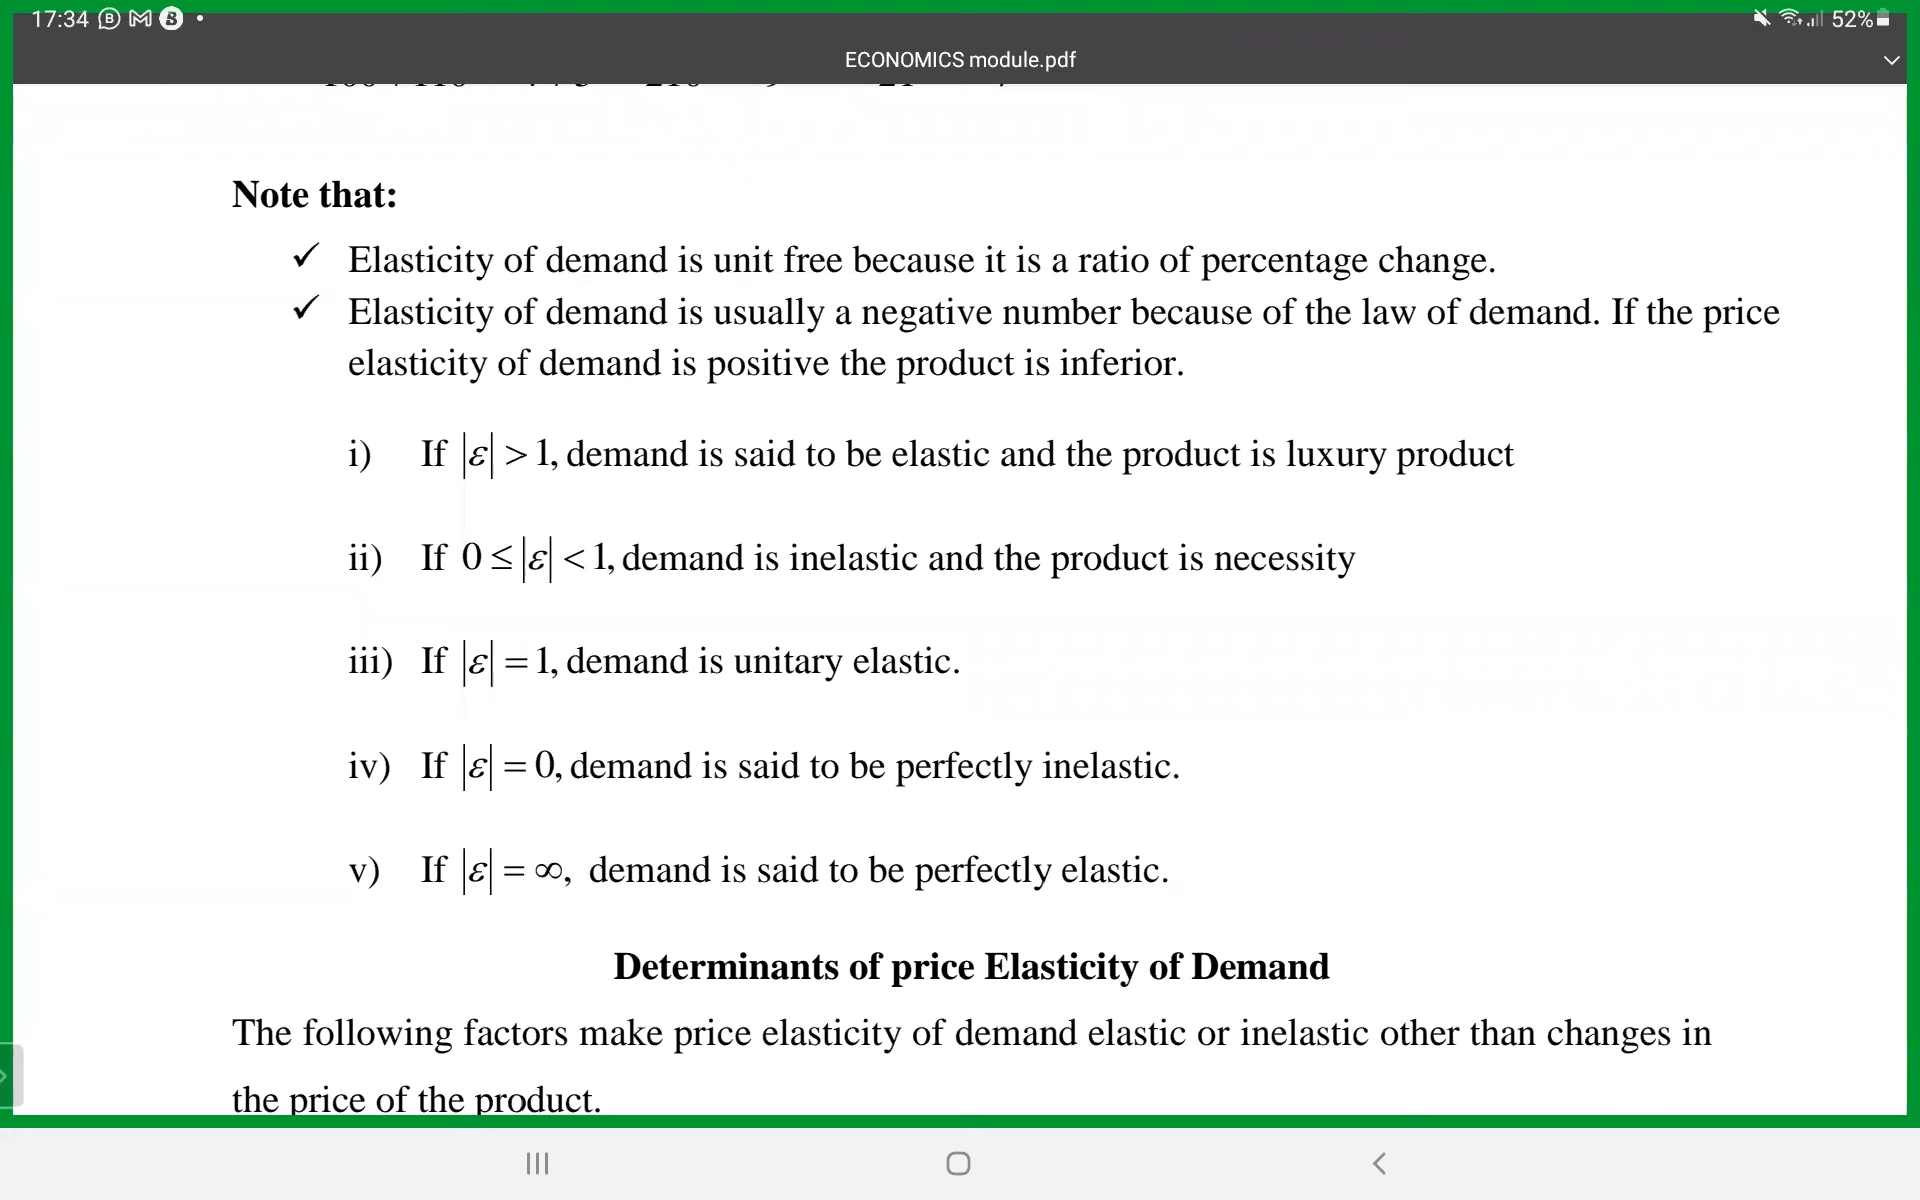 17:34
52%
ECONOMICS module.pdf
Note that:
✓ Elasticity of demand is unit free because it is a ratio of percentage change.
✓ Elasticity of demand is usually a negative number because of the law of demand. If the price
elasticity of demand is positive the product is inferior.
i) If |ε| > 1, demand is said to be elastic and the product is luxury product
ii) If 0 ≤ |ε| < 1, demand is inelastic and the product is necessity
iii) If |ε| = 1, demand is unitary elastic.
iv) If |ε| = 0, demand is said to be perfectly inelastic.
v) If |ε| = ∞, demand is said to be perfectly elastic.
Determinants of price Elasticity of Demand
The following factors make price elasticity of demand elastic or inelastic other than changes in
the price of the product.